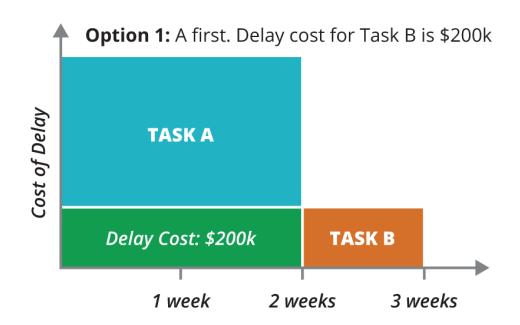 Option 1: A first. Delay cost for Task B is $200k
Cost of Delay
TASK A
Delay Cost: $200k
TASK B
1 week
2 weeks
3 weeks